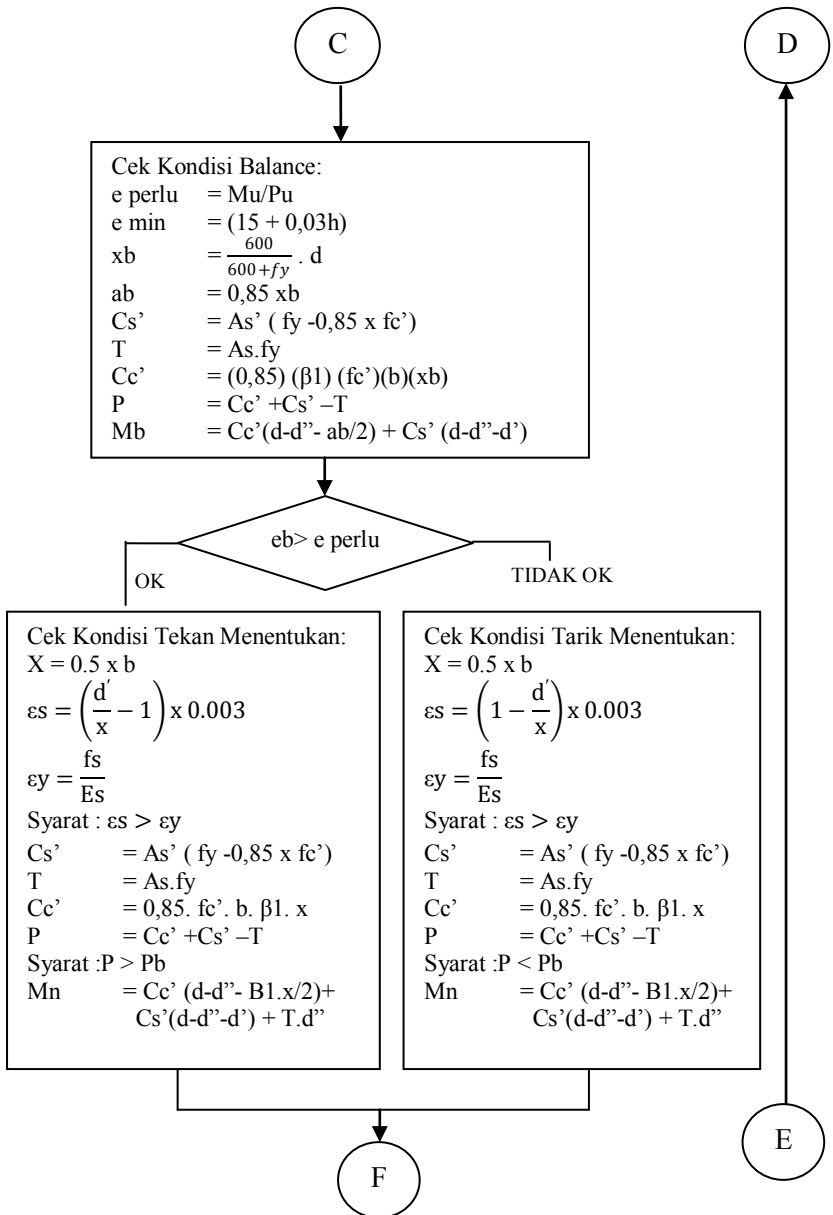 C
D
Cek Kondisi Balance:
e perlu = Mu/Pu
e min = (15 + 0,03h)
xb = 600/(600+fy) . d
ab = 0,85 xb
Cs’ = As’ ( fy -0,85 x fc’)
T = As.fy
Cc’ = (0,85) (β1) (fc’)(b)(xb)
P = Cc’ +Cs’ –T
Mb = Cc’(d-d”- ab/2) + Cs’ (d-d”-d’)
eb> e perlu
OK
TIDAK OK
Cek Kondisi Tekan Menentukan:
X = 0.5 x b
εs = (d′/x − 1) x 0.003
εy = fs/Es
Syarat : εs > εy
Cs’ = As’ ( fy -0,85 x fc’)
T = As.fy
Cc’ = 0,85. fc’. b. β1. x
P = Cc’ +Cs’ –T
Syarat :P > Pb
Mn = Cc’ (d-d”- B1.x/2)+
Cs’(d-d”-d’) + T.d”
Cek Kondisi Tarik Menentukan:
X = 0.5 x b
εs = (1 − d′/x) x 0.003
εy = fs/Es
Syarat : εs > εy
Cs’ = As’ ( fy -0,85 x fc’)
T = As.fy
Cc’ = 0,85. fc’. b. β1. x
P = Cc’ +Cs’ –T
Syarat :P < Pb
Mn = Cc’ (d-d”- B1.x/2)+
Cs’(d-d”-d’) + T.d”
E
F